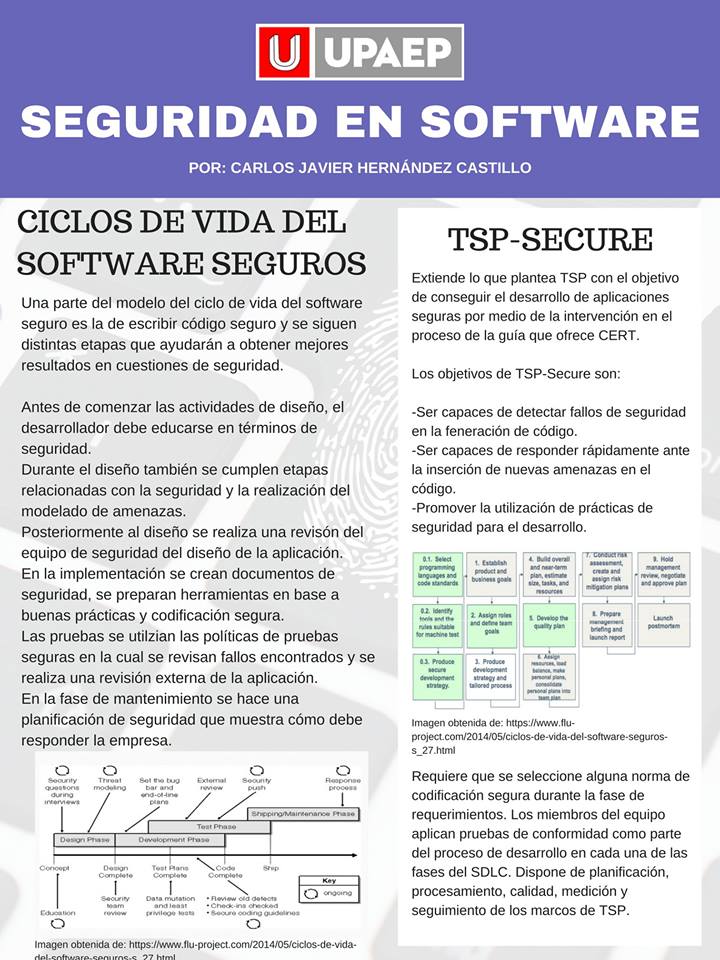 U UPAEP
SEGURIDAD EN SOFTWARE
POR: CARLOS JAVIER HERNÁNDEZ CASTILLO
CICLOS DE VIDA DEL
SOFTWARE SEGUROS
Una parte del modelo del ciclo de vida del software
seguro es la de escribir código seguro y se siguen
distintas etapas que ayudarán a obtener mejores
resultados en cuestiones de seguridad.
Antes de comenzar las actividades de diseño, el
desarrollador debe educarse en términos de
seguridad.
Durante el diseño también se cumplen etapas
relacionadas con la seguridad y la realización del
modelado de amenazas.
Posteriormente al diseño se realiza una revisón del
equipo de seguridad del diseño de la aplicación.
En la implementación se crean documentos de
seguridad, se preparan herramientas en base a
buenas prácticas y codificación segura.
Las pruebas se utilzian las políticas de pruebas
seguras en la cual se revisan fallos encontrados y se
realiza una revisión externa de la aplicación.
En la fase de mantenimiento se hace una
planificación de seguridad que muestra cómo debe
responder la empresa.
Security
questions
during
interviews
Threat
modeling
Set the bug
bar and
end-of-line
plans
External
review
Security
push
Response
process
Shipping/Maintenance Phase
Test Phase
Design Phase
Development Phase
Concept
Design
Complete
Test Plans
Complete
Code
Complete
Ship
Key
ongoing
Education
Security
team
review
Data mutation
and least
privilege tests
• Review old defects
• Check-ins checked
• Secure coding guidelines
Imagen obtenida de: https://www.flu-project.com/2014/05/ciclos-de-vida-
del-software-seguros-s_27.html
TSP-SECURE
Extiende lo que plantea TSP con el objetivo
de conseguir el desarrollo de aplicaciones
seguras por medio de la intervención en el
proceso de la guía que ofrece CERT.
Los objetivos de TSP-Secure son:
-Ser capaces de detectar fallos de seguridad
en la feneración de código.
-Ser capaces de responder rápidamente ante
la inserción de nuevas amenazas en el
código.
-Promover la utilización de prácticas de
seguridad para el desarrollo.
0.1. Select
programming
languages and
code standards
1. Establish
product and
business goals
4. Build overall
and near-term
plan, estimate
size, tasks, and
resources
7. Conduct risk
assessment,
create and
assign risk
mitigation plans
9. Hold
management
review, negotiate
and approve plan
0.2. Identify
tools and the
rules suitable
for machine test
2. Assign roles
and define team
goals
5. Develop the
quality plan
8. Prepare
management
briefing and
launch report
Launch
postmortem
0.3. Produce
secure
development
strategy.
3. Produce
development
strategy and
tailored process
6. Assign
resources, load
balance, make
personal plans,
consolidate
personal plans into
team plan
Imagen obtenida de: https://www.flu-
project.com/2014/05/ciclos-de-vida-del-software-seguros-
s_27.html
Requiere que se seleccione alguna norma de
codificación segura durante la fase de
requerimientos. Los miembros del equipo
aplican pruebas de conformidad como parte
del proceso de desarrollo en cada una de las
fases del SDLC. Dispone de planificación,
procesamiento, calidad, medición y
seguimiento de los marcos de TSP.